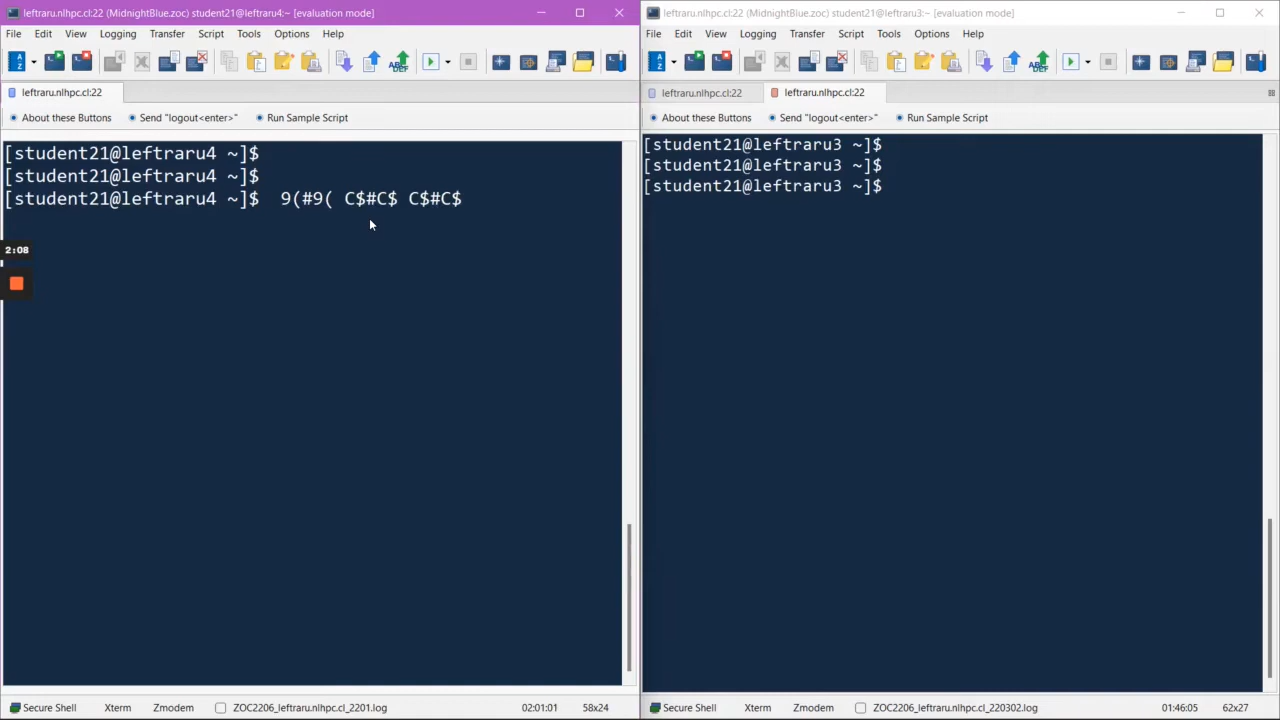 leftraru.nlhpc.cl:22 (MidnightBlue.zoc) student21@leftraru4:~ [evaluation mode]
File Edit View Logging Transfer Script Tools Options Help
leftraru.nlhpc.cl:22
About these Buttons Send "logout<enter>" Run Sample Script
[student21@leftraru4 ~]$
[student21@leftraru4 ~]$
[student21@leftraru4 ~]$  9(#9( C$#C$ C$#C$
2:08
Secure Shell Xterm Zmodem ZOC2206_leftraru.nlhpc.cl_2201.log 02:01:01 58x24
leftraru.nlhpc.cl:22 (MidnightBlue.zoc) student21@leftraru3:~ [evaluation mode]
File Edit View Logging Transfer Script Tools Options Help
leftraru.nlhpc.cl:22 leftraru.nlhpc.cl:22
About these Buttons Send "logout<enter>" Run Sample Script
[student21@leftraru3 ~]$
[student21@leftraru3 ~]$
[student21@leftraru3 ~]$
Secure Shell Xterm Zmodem ZOC2206_leftraru.nlhpc.cl_220302.log 01:46:05 62x27